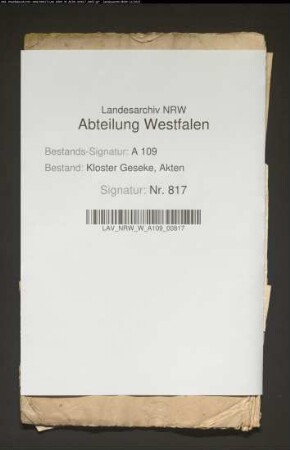 Landesarchiv NRW
Abteilung Westfalen
Bestands-Signatur: A 109
Bestand: Kloster Geseke, Akten
Signatur: Nr. 817
LAV_NRW_W_A109_00817